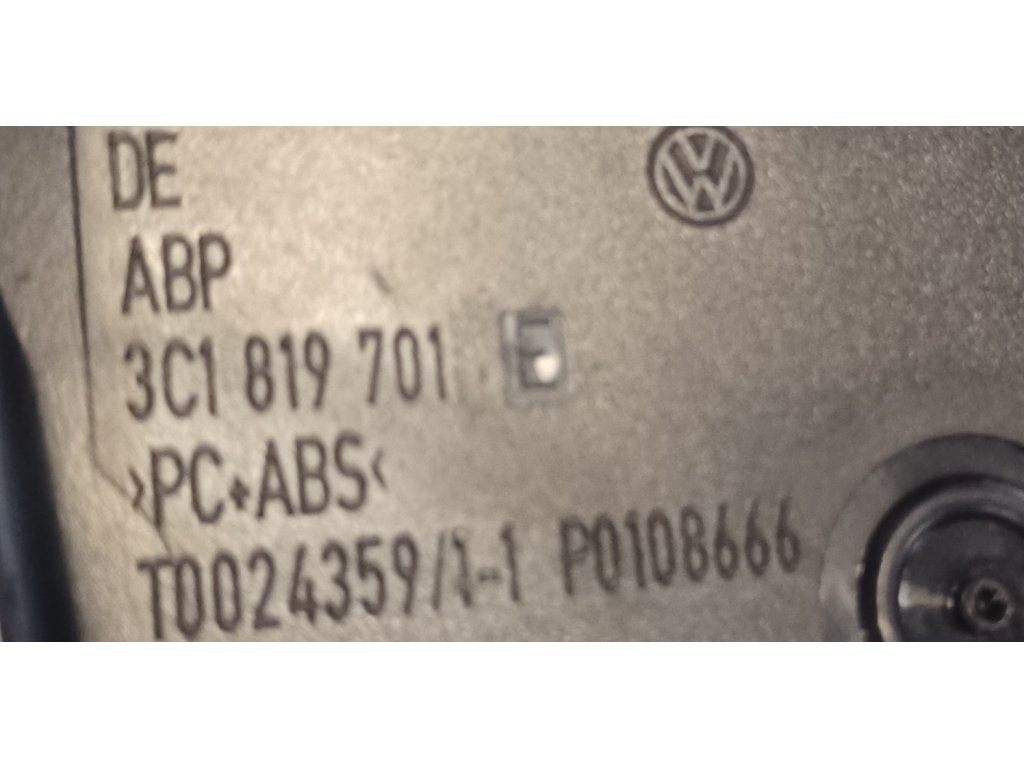 DE
ABP
3C1 819 701 E
>PC+ABS<
T0024359/1-1 P0108666